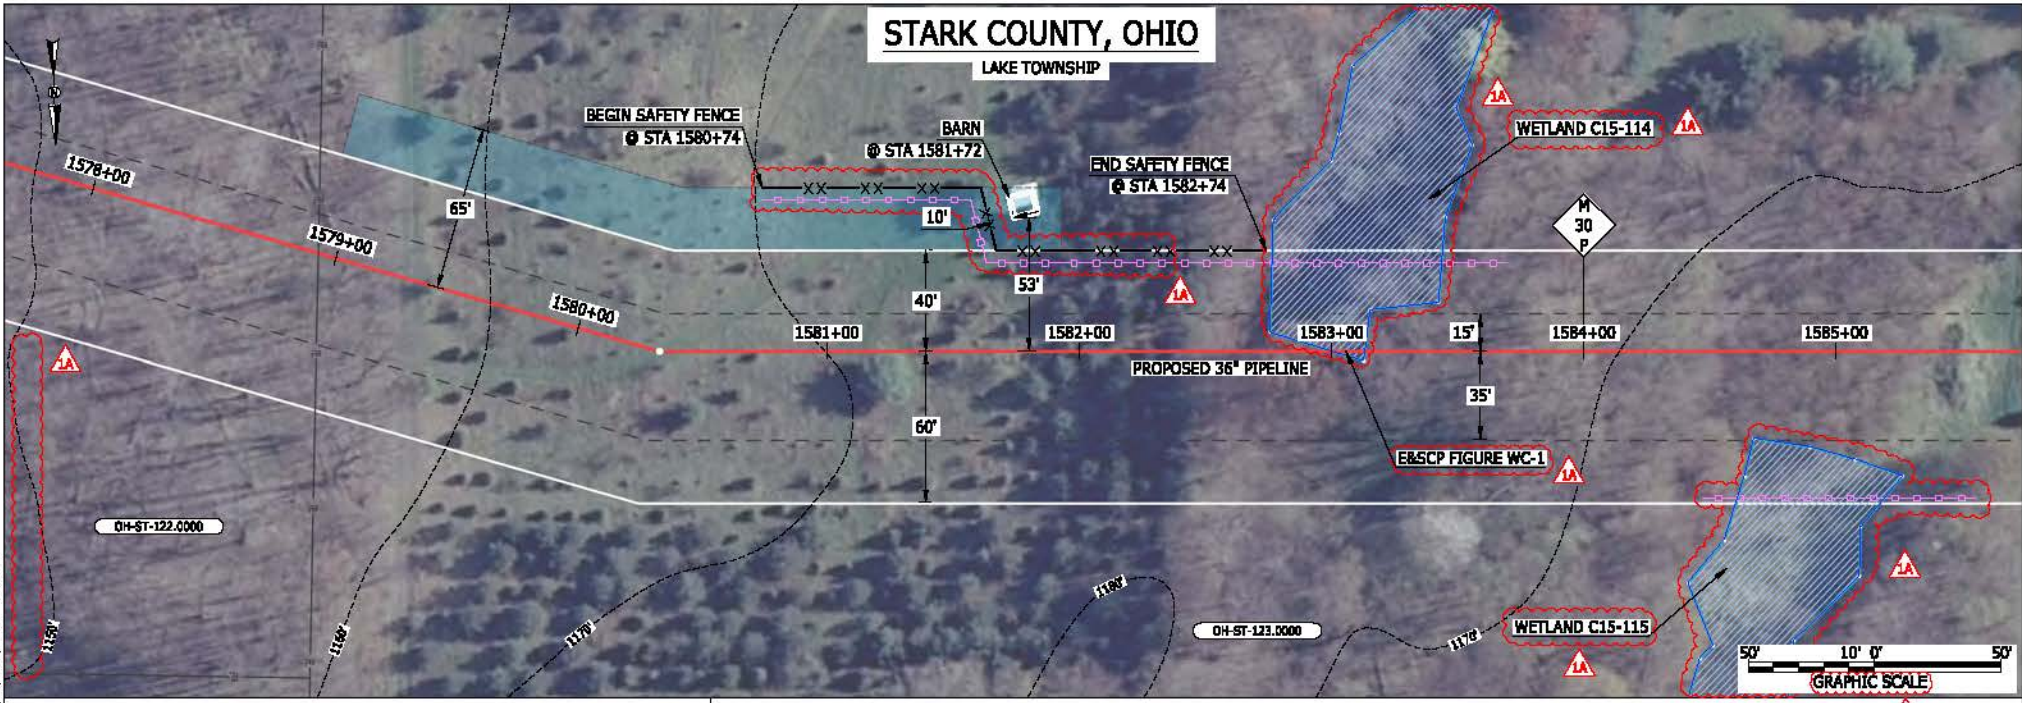 STARK COUNTY, OHIO
LAKE TOWNSHIP
N
BEGIN SAFETY FENCE
@ STA 1580+74
BARN
@ STA 1581+72
END SAFETY FENCE
@ STA 1582+74
1A
WETLAND C15-114
1A
1578+00
65'
1579+00
10'
M
30
P
1580+00
40'
53'
1A
1581+00
1582+00
1583+00
15'
1584+00
1585+00
1A
PROPOSED 36" PIPELINE
35'
60'
E&SCP FIGURE WC-1
1A
OH-ST-122.0000
1A
1180'
1150'
1160'
1170'
OH-ST-123.0000
1170'
WETLAND C15-115
1A
50' 10' 0' 50'
GRAPHIC SCALE